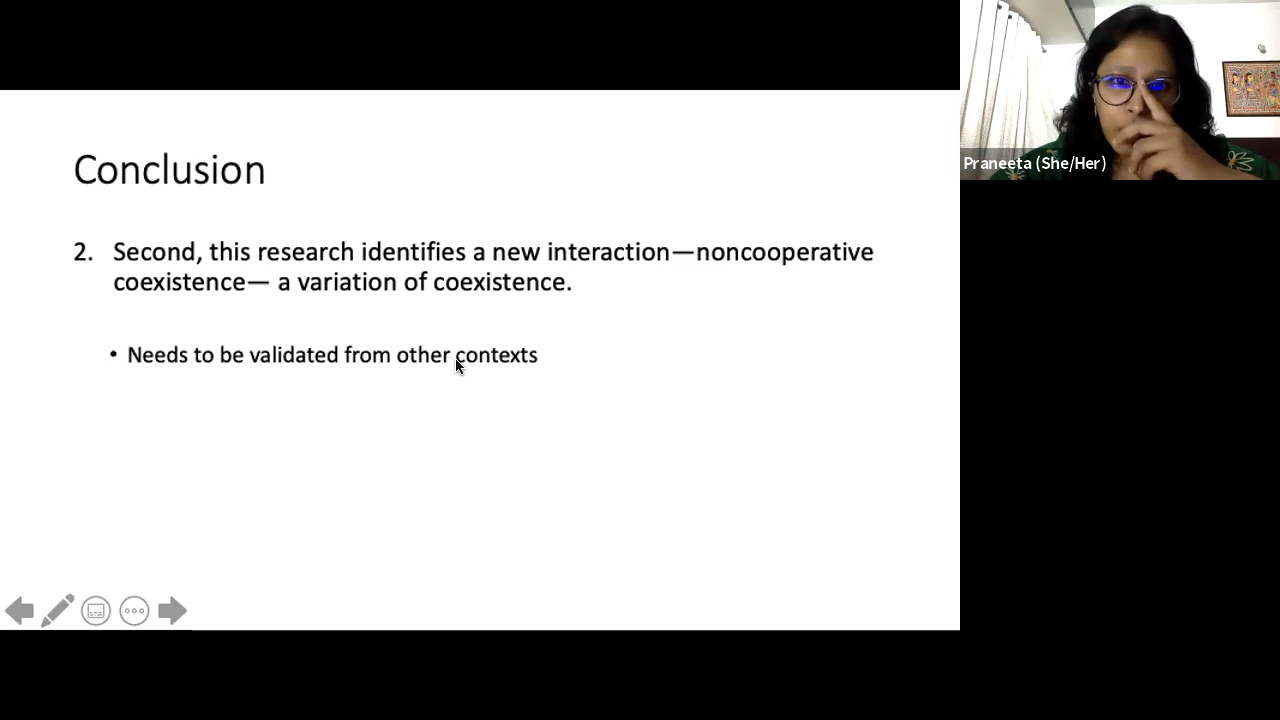 Conclusion
2. Second, this research identifies a new interaction—noncooperative
coexistence— a variation of coexistence.
• Needs to be validated from other contexts
Praneeta (She/Her)